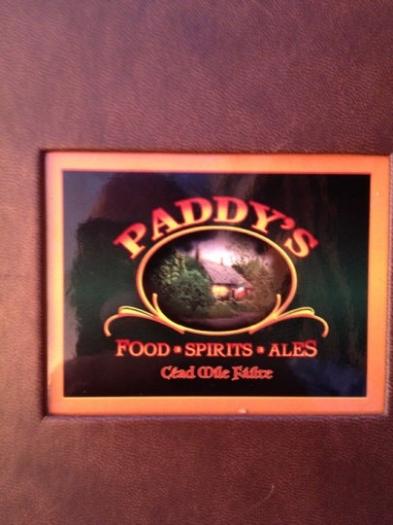 PADDY'S
FOOD • SPIRITS • ALES
Céad Míle Fáilte